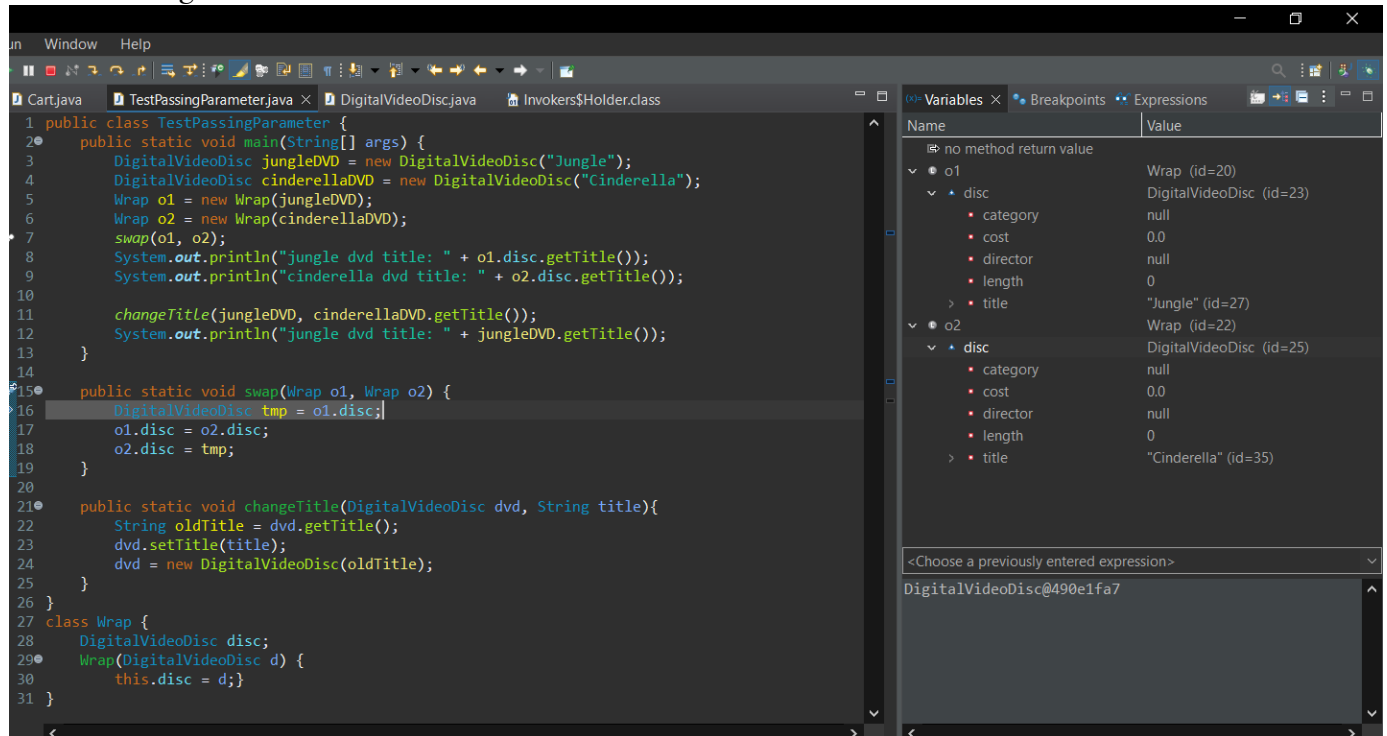 Window Help
Cart.java TestPassingParameter.java DigitalVideoDisc.java Invokers$Holder.class
1 public class TestPassingParameter {
2 public static void main(String[] args) {
3 DigitalVideoDisc jungleDVD = new DigitalVideoDisc("Jungle");
4 DigitalVideoDisc cinderellaDVD = new DigitalVideoDisc("Cinderella");
5 Wrap o1 = new Wrap(jungleDVD);
6 Wrap o2 = new Wrap(cinderellaDVD);
7 swap(o1, o2);
8 System.out.println("jungle dvd title: " + o1.disc.getTitle());
9 System.out.println("cinderella dvd title: " + o2.disc.getTitle());
10
11 changeTitle(jungleDVD, cinderellaDVD.getTitle());
12 System.out.println("jungle dvd title: " + jungleDVD.getTitle());
13 }
14
15 public static void swap(Wrap o1, Wrap o2) {
16 DigitalVideoDisc tmp = o1.disc;
17 o1.disc = o2.disc;
18 o2.disc = tmp;
19 }
20
21 public static void changeTitle(DigitalVideoDisc dvd, String title){
22 String oldTitle = dvd.getTitle();
23 dvd.setTitle(title);
24 dvd = new DigitalVideoDisc(oldTitle);
25 }
26 }
27 class Wrap {
28 DigitalVideoDisc disc;
29 Wrap(DigitalVideoDisc d) {
30 this.disc = d;}
31 }
(x)= Variables Breakpoints Expressions
Name Value
no method return value
o1 Wrap (id=20)
disc DigitalVideoDisc (id=23)
category null
cost 0.0
director null
length 0
title "Jungle" (id=27)
o2 Wrap (id=22)
disc DigitalVideoDisc (id=25)
category null
cost 0.0
director null
length 0
title "Cinderella" (id=35)
<Choose a previously entered expression>
DigitalVideoDisc@490e1fa7